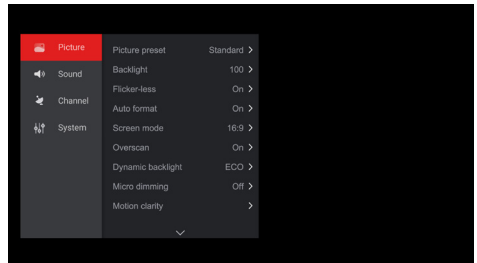 Picture
Sound
Channel
System
Picture preset Standard
Backlight 100
Flicker-less On
Auto format On
Screen mode 16:9
Overscan On
Dynamic backlight ECO
Micro dimming Off
Motion clarity